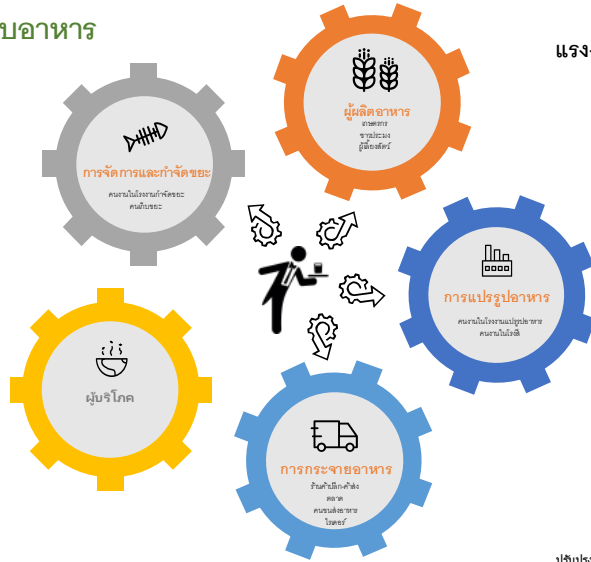 บอาหาร
แรง
ผู้ผลิตอาหาร
เกษตรกร
ชาวประมง
ผู้เลี้ยงสัตว์
การจัดการและกำจัดขยะ
คนงานในโรงงานกำจัดขยะ
คนเก็บขยะ
การแปรรูปอาหาร
คนงานในโรงงานแปรรูปอาหาร
คนงานในโรงสี
ผู้บริโภค
การกระจายอาหาร
ร้านค้าปลีก-ค้าส่ง
ตลาด
คนขนส่งอาหาร
ไรเดอร์